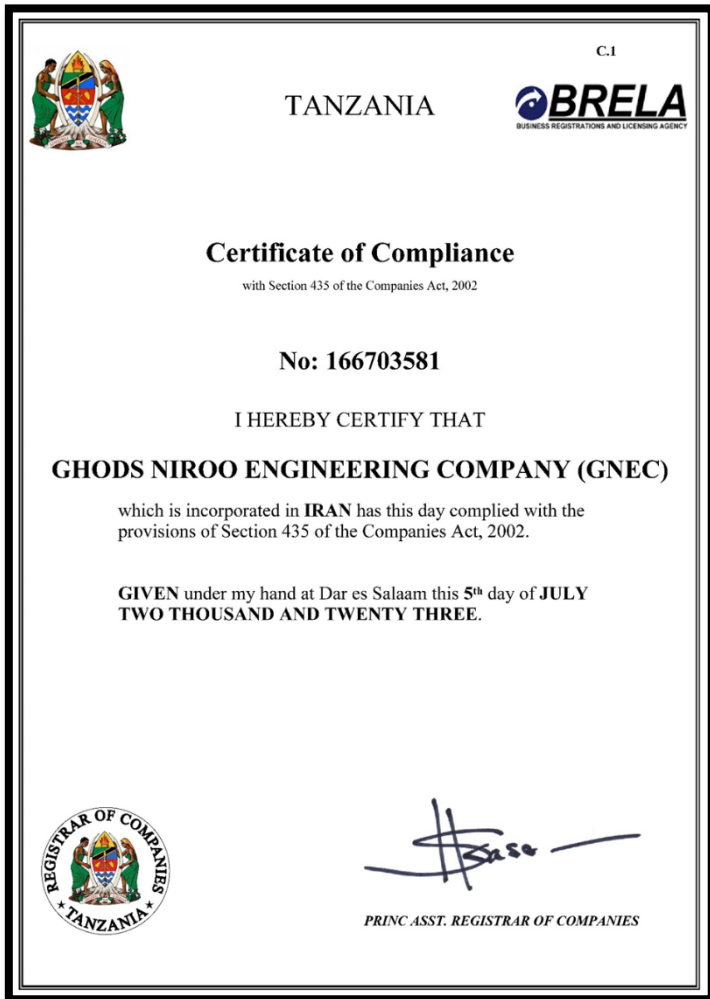 C.1
TANZANIA
BRELA
BUSINESS REGISTRATIONS AND LICENSING AGENCY
Certificate of Compliance
with Section 435 of the Companies Act, 2002
No: 166703581
I HEREBY CERTIFY THAT
GHODS NIROO ENGINEERING COMPANY (GNEC)
which is incorporated in IRAN has this day complied with the
provisions of Section 435 of the Companies Act, 2002.
GIVEN under my hand at Dar es Salaam this 5th day of JULY
TWO THOUSAND AND TWENTY THREE.
REGISTRAR OF COMPANIES
TANZANIA
PRINC ASST. REGISTRAR OF COMPANIES